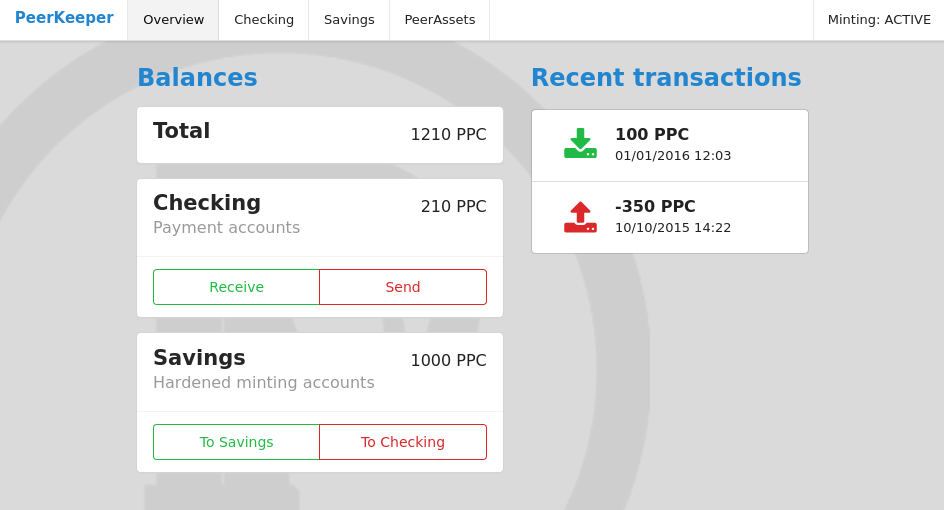 PeerKeeper Overview Checking Savings PeerAssets Minting: ACTIVE
Balances
Total 1210 PPC
Checking 210 PPC
Payment accounts
Receive Send
Savings 1000 PPC
Hardened minting accounts
To Savings To Checking
Recent transactions
100 PPC
01/01/2016 12:03
-350 PPC
10/10/2015 14:22